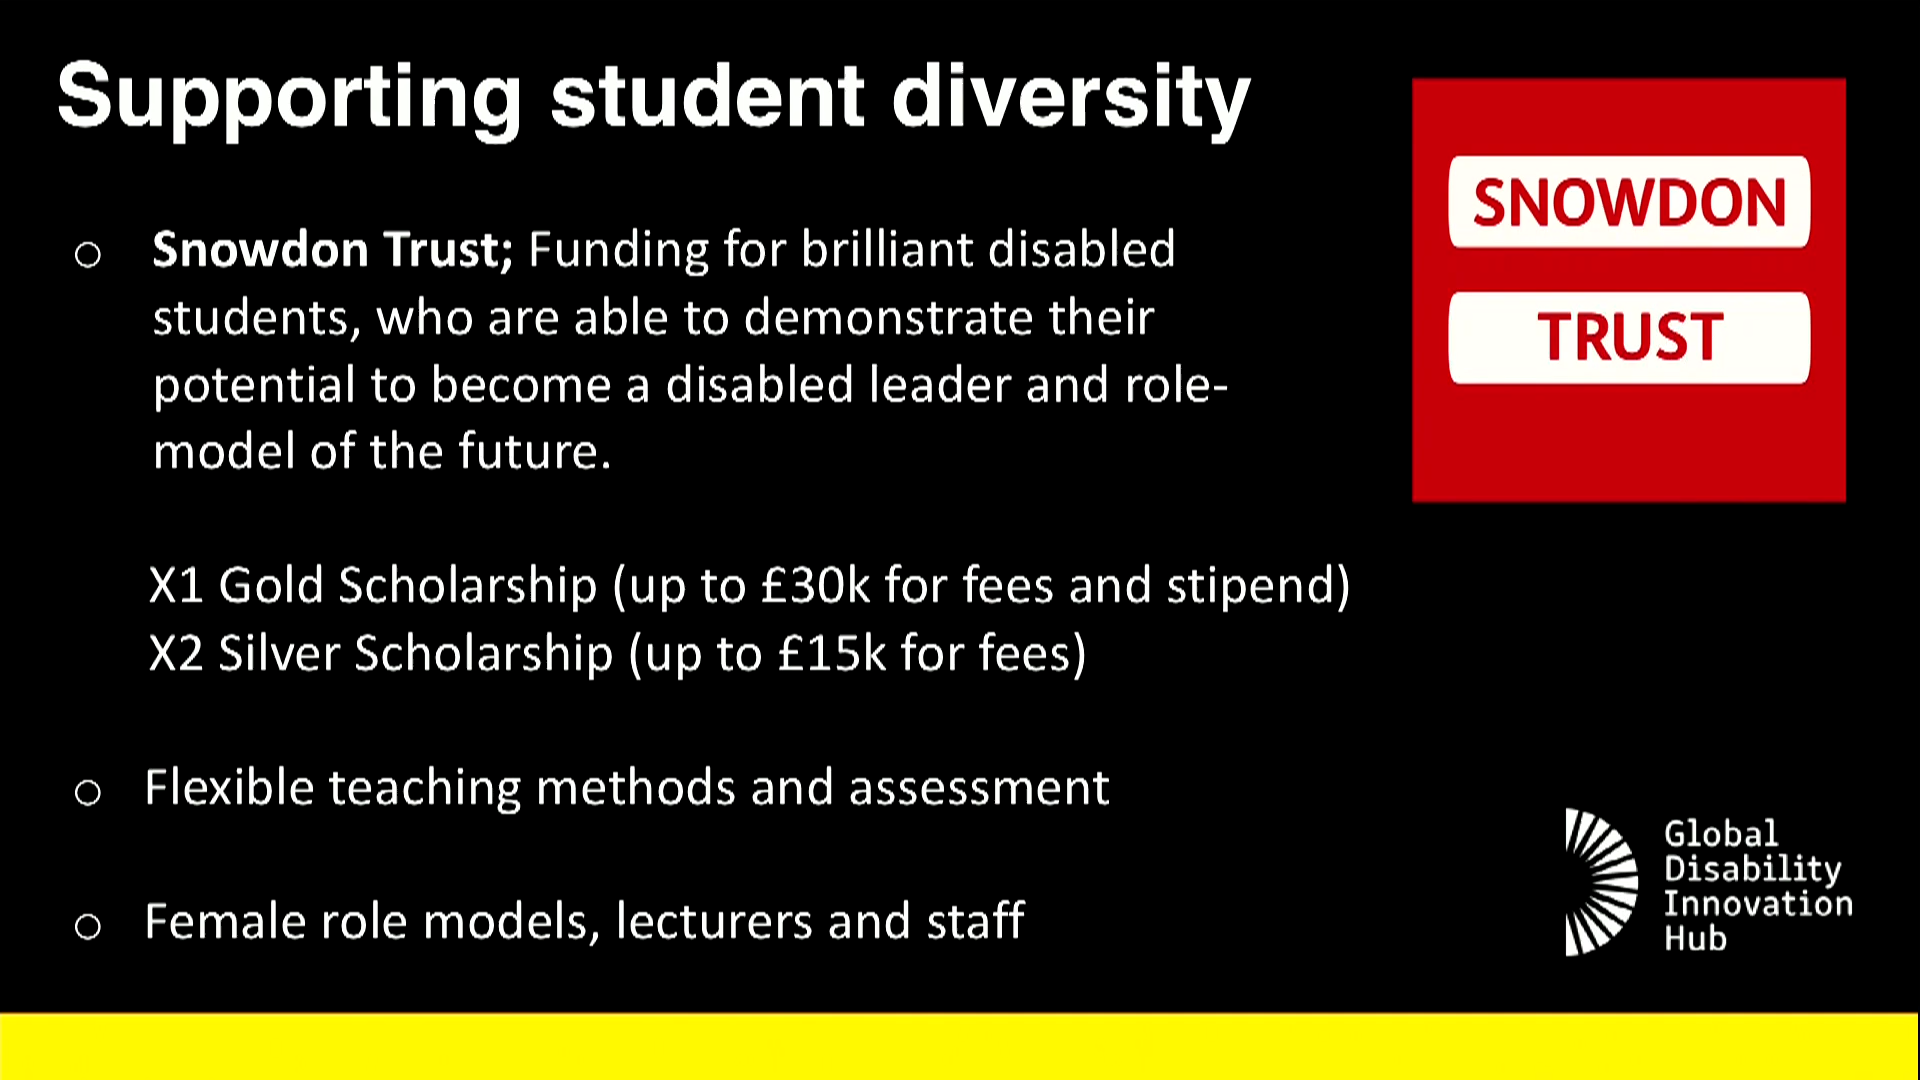 Supporting student diversity
SNOWDON
TRUST
o Snowdon Trust; Funding for brilliant disabled
students, who are able to demonstrate their
potential to become a disabled leader and role-
model of the future.
X1 Gold Scholarship (up to £30k for fees and stipend)
X2 Silver Scholarship (up to £15k for fees)
o Flexible teaching methods and assessment
o Female role models, lecturers and staff
Global
Disability
Innovation
Hub